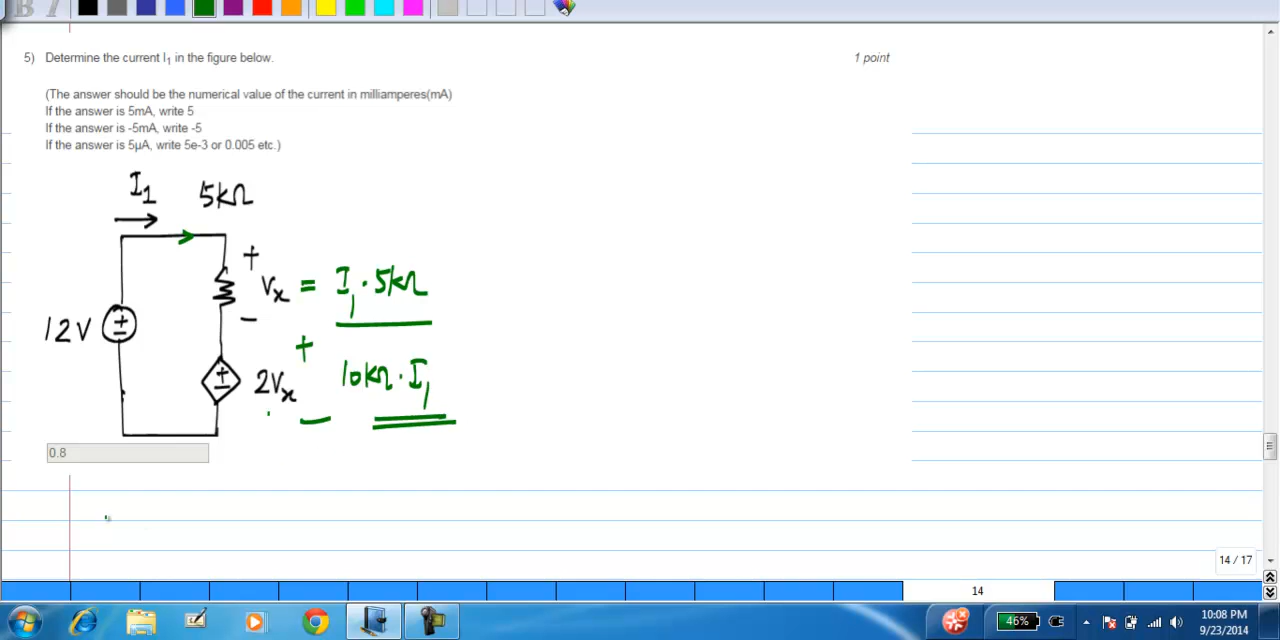 B I
5) Determine the current I1 in the figure below.
1 point
(The answer should be the numerical value of the current in milliamperes(mA)
If the answer is 5mA, write 5
If the answer is -5mA, write -5
If the answer is 5µA, write 5e-3 or 0.005 etc.)
I1 5kΩ
+
Vx = I1 · 5kΩ
−
12V ±
+
± 2Vx 10kΩ · I1
−
0.8
14 / 17
14
46%
10:08 PM
9/23/2014